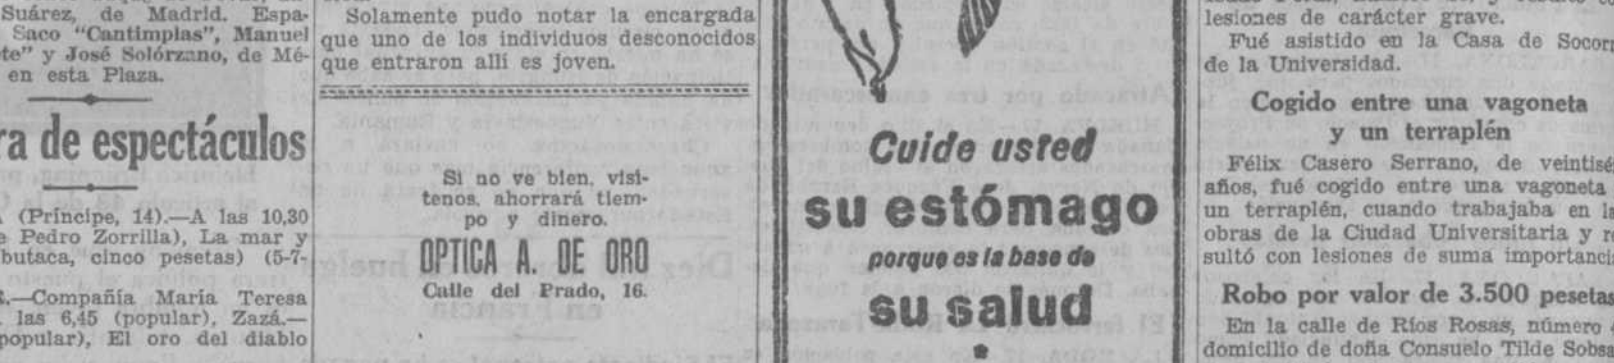 Suárez, de Madrid. Espa-
Saco "Cantimplas", Manuel
y José Solórzano, de Mé-
en esta Plaza.
de espectáculos
(Príncipe, 14).—A las 10,30
Pedro Zorrilla), La mar y
butaca, cinco pesetas) (5-7-
—Compañía María Teresa
las 6,45 (popular), Zazá.—
popular), El oro del diablo
Solamente pudo notar la encargada
que uno de los individuos desconocidos
que entraron allí es joven.
Si no ve bien, visí-
tenos, ahorrará tiem-
po y dinero.
OPTICA A. DE ORO
Calle del Prado, 16.
Cuide usted
su estómago
porque es la base de
su salud
lesiones de carácter grave.
Fué asistido en la Casa de Socorr
de la Universidad.
Cogido entre una vagoneta
y un terraplén
Félix Casero Serrano, de veintisé
años, fué cogido entre una vagoneta
un terraplén, cuando trabajaba en la
obras de la Ciudad Universitaria y re
sultó con lesiones de suma importancia
Robo por valor de 3.500 pesetas
En la calle de Ríos Rosas, número
domicilio de doña Consuelo Tilde Sobsa